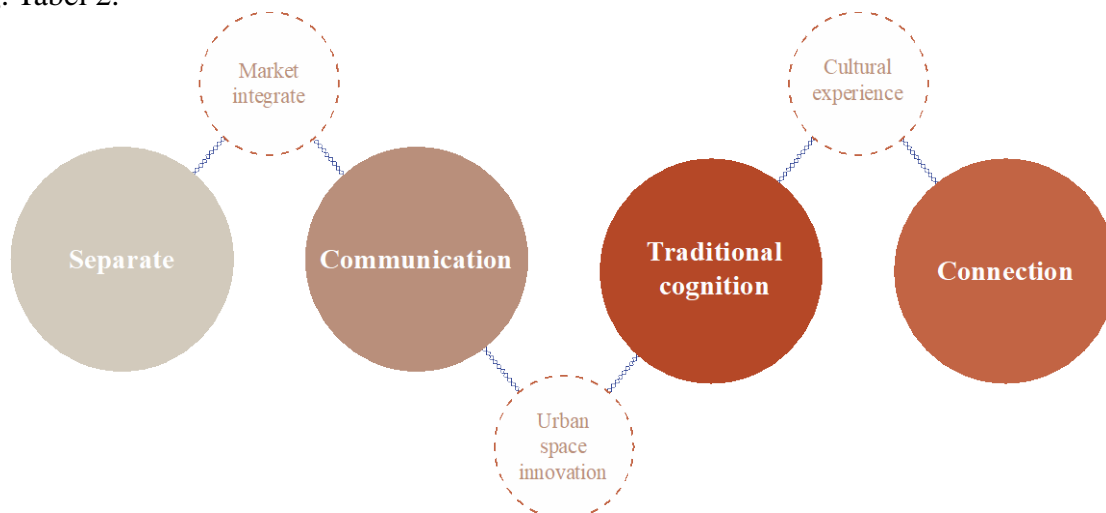 Tabel 2.
Market
integrate
Cultural
experience
Separate
Communication
Traditional
cognition
Connection
Urban
space
innovation